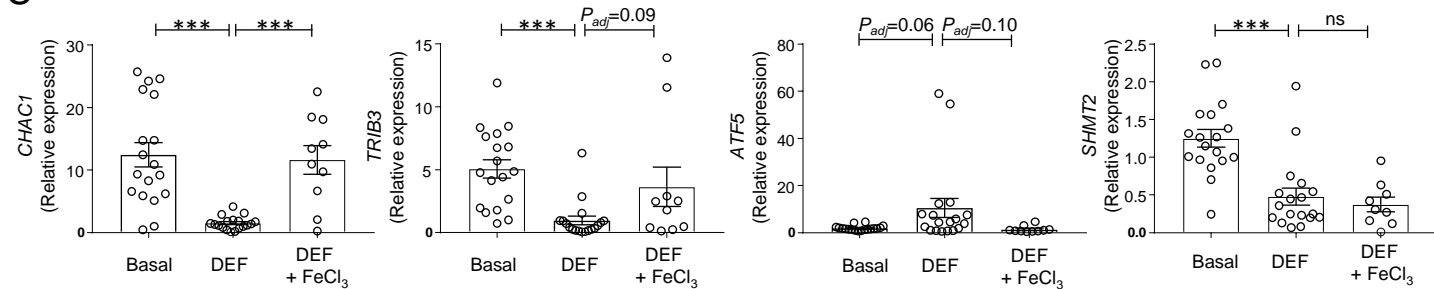 CHAC1
(Relative expression)
30
20
10
0
*** ***
Basal DEF DEF
+ FeCl3
TRIB3
(Relative expression)
15
10
5
0
*** Padj=0.09
Basal DEF DEF
+ FeCl3
ATF5
(Relative expression)
80
60
40
20
0
Padj=0.06 Padj=0.10
Basal DEF DEF
+ FeCl3
SHMT2
(Relative expression)
2.5
2.0
1.5
1.0
0.5
0.0
*** ns
Basal DEF DEF
+ FeCl3